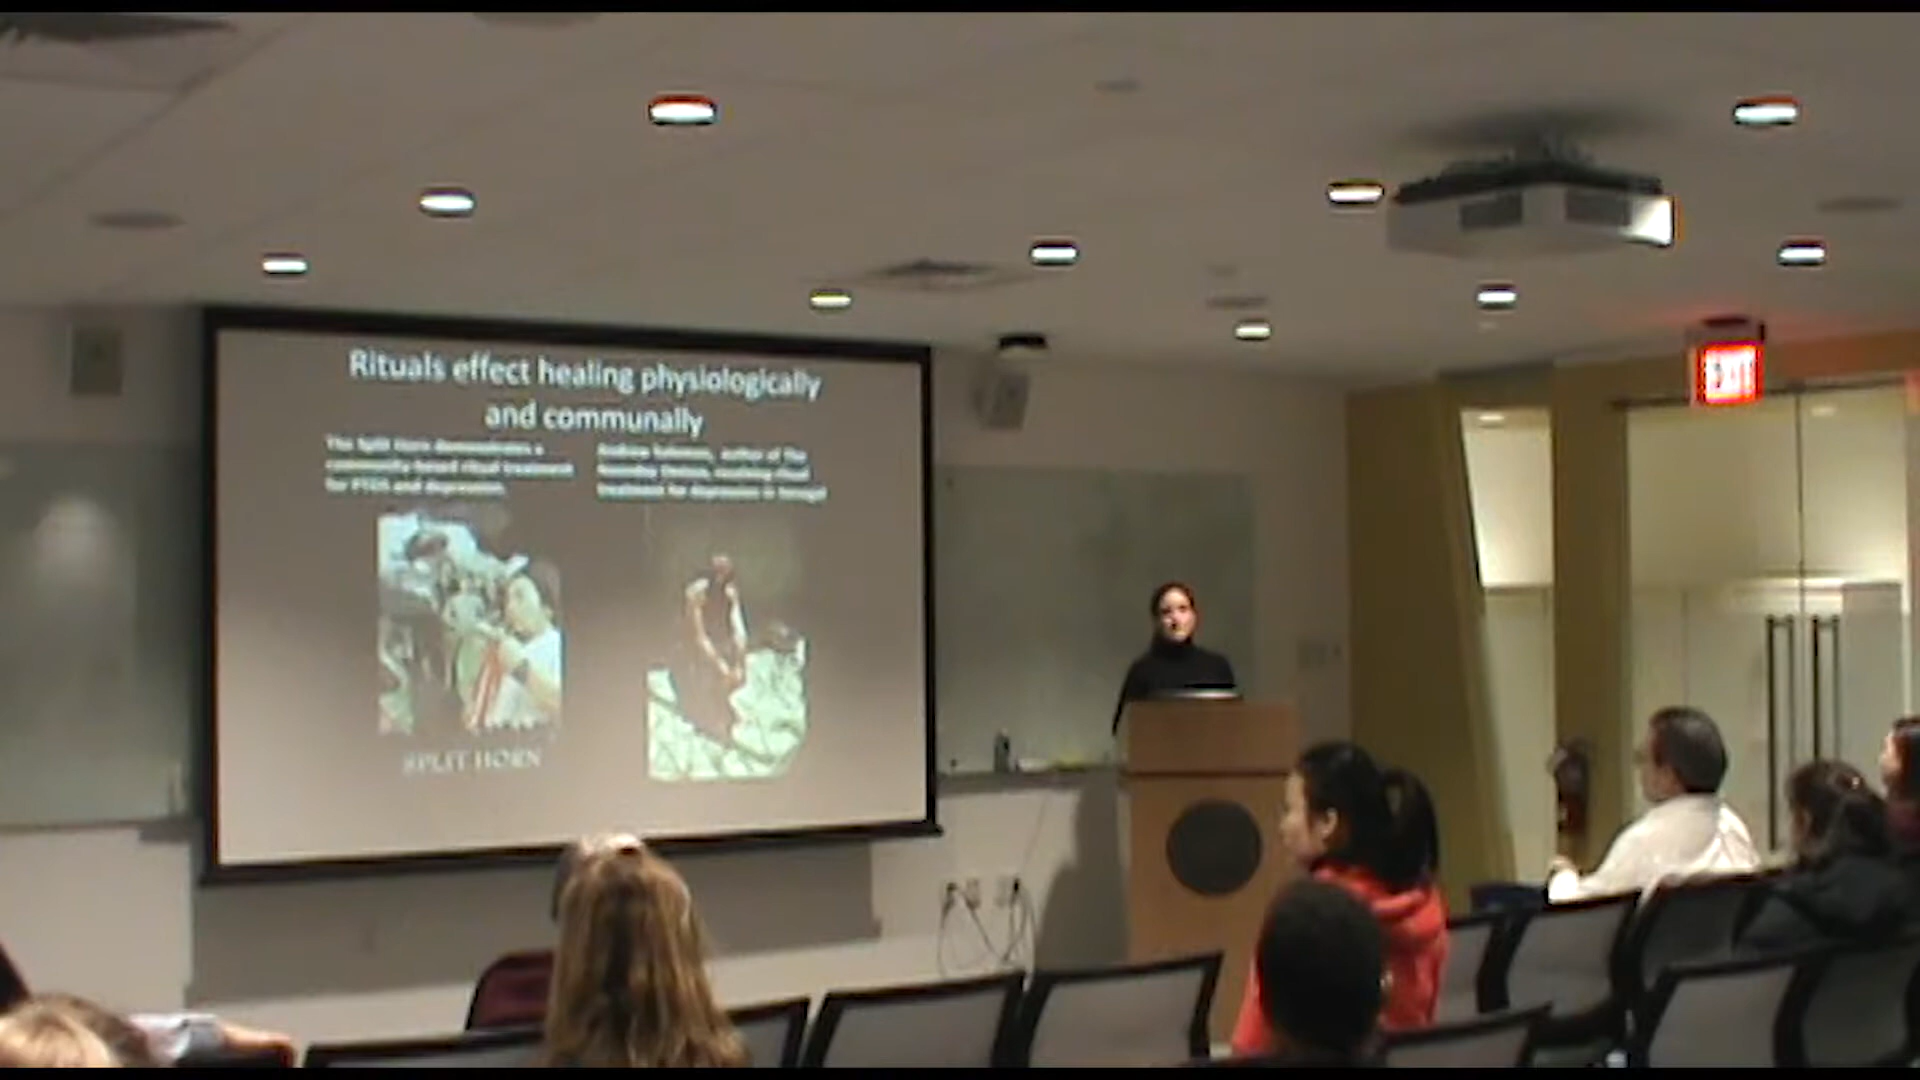 Rituals effect healing physiologically
and communally
The Split Horn demonstrates a
community-based ritual treatment
for PTSD and depression.
Andrew Solomon, author of The
Noonday Demon, receiving ritual
treatment for depression in Senegal
SPLIT HORN
EXIT